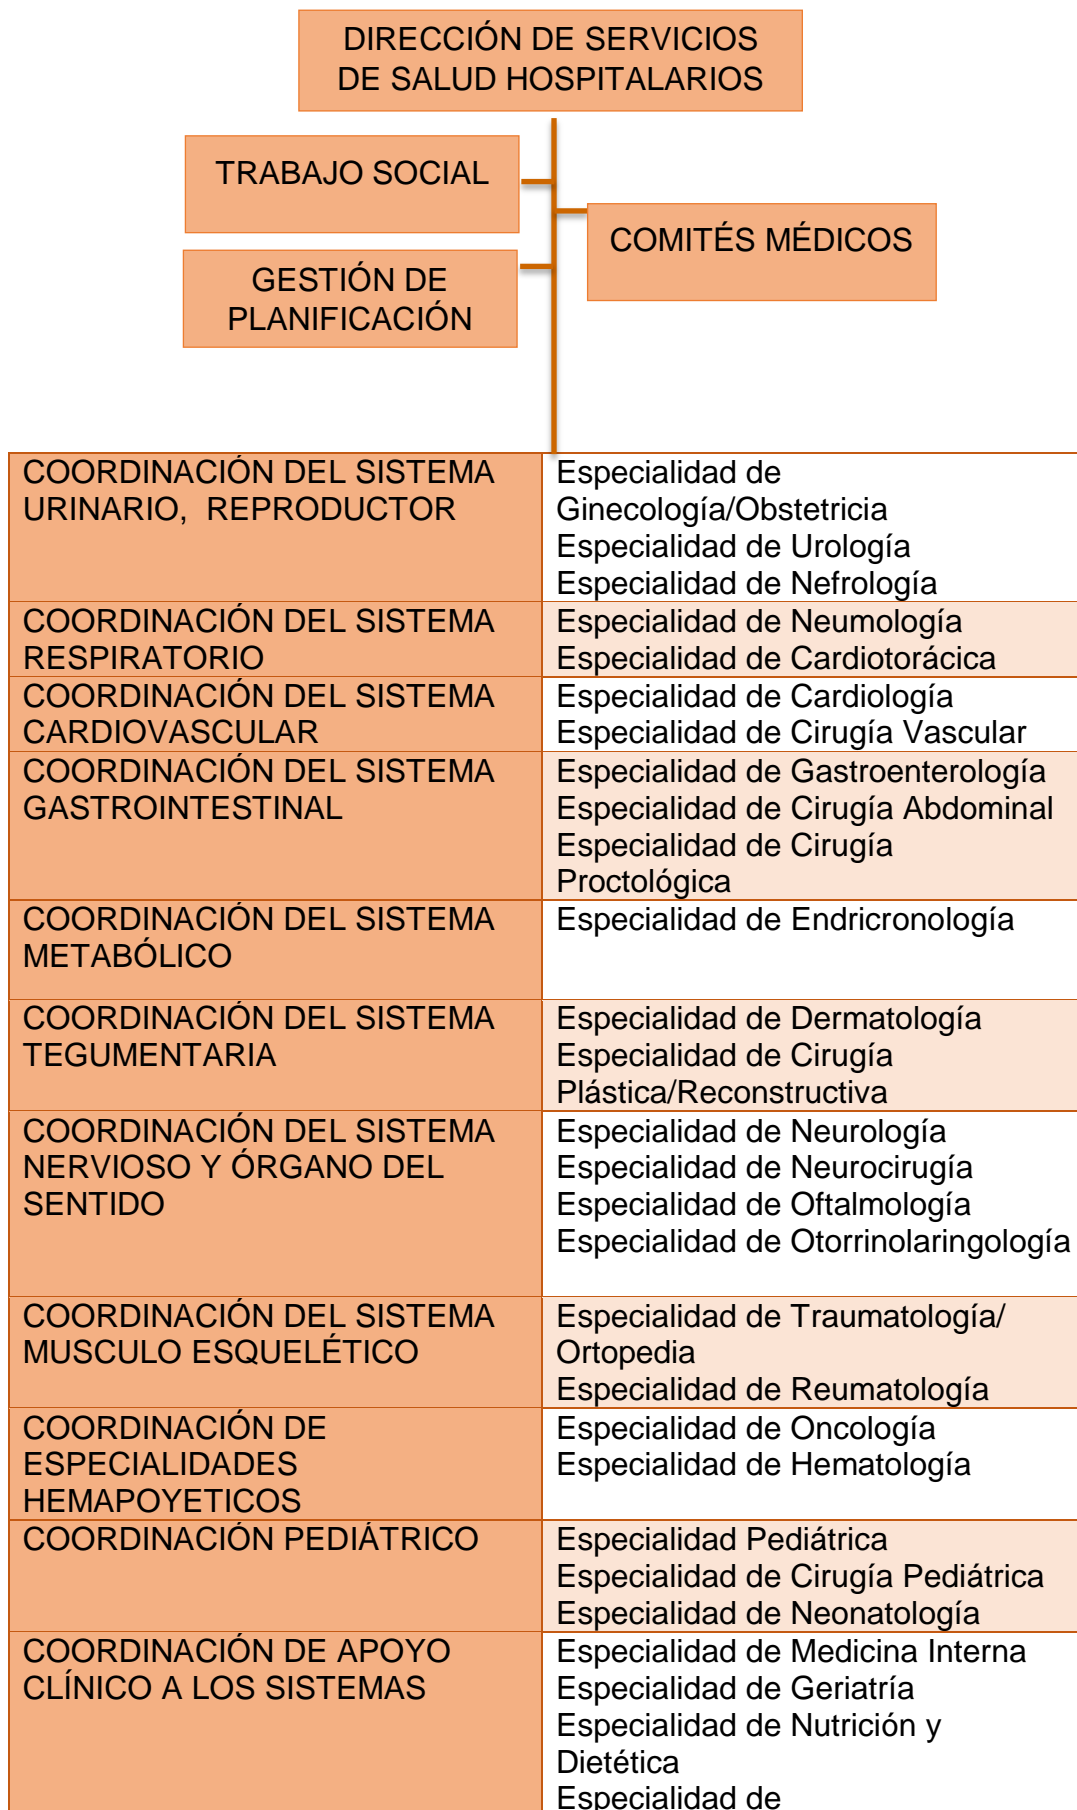 DIRECCIÓN DE SERVICIOS
DE SALUD HOSPITALARIOS
TRABAJO SOCIAL
COMITÉS MÉDICOS
GESTIÓN DE
PLANIFICACIÓN
COORDINACIÓN DEL SISTEMA
URINARIO, REPRODUCTOR
Especialidad de
Ginecología/Obstetricia
Especialidad de Urología
Especialidad de Nefrología
COORDINACIÓN DEL SISTEMA
RESPIRATORIO
Especialidad de Neumología
Especialidad de Cardiotorácica
COORDINACIÓN DEL SISTEMA
CARDIOVASCULAR
Especialidad de Cardiología
Especialidad de Cirugía Vascular
COORDINACIÓN DEL SISTEMA
GASTROINTESTINAL
Especialidad de Gastroenterología
Especialidad de Cirugía Abdominal
Especialidad de Cirugía
Proctológica
COORDINACIÓN DEL SISTEMA
METABÓLICO
Especialidad de Endricronología
COORDINACIÓN DEL SISTEMA
TEGUMENTARIA
Especialidad de Dermatología
Especialidad de Cirugía
Plástica/Reconstructiva
COORDINACIÓN DEL SISTEMA
NERVIOSO Y ÓRGANO DEL
SENTIDO
Especialidad de Neurología
Especialidad de Neurocirugía
Especialidad de Oftalmología
Especialidad de Otorrinolaringología
COORDINACIÓN DEL SISTEMA
MUSCULO ESQUELÉTICO
Especialidad de Traumatología/
Ortopedia
Especialidad de Reumatología
COORDINACIÓN DE
ESPECIALIDADES
HEMAPOYETICOS
Especialidad de Oncología
Especialidad de Hematología
COORDINACIÓN PEDIÁTRICO
Especialidad Pediátrica
Especialidad de Cirugía Pediátrica
Especialidad de Neonatología
COORDINACIÓN DE APOYO
CLÍNICO A LOS SISTEMAS
Especialidad de Medicina Interna
Especialidad de Geriatría
Especialidad de Nutrición y
Dietética
Especialidad de